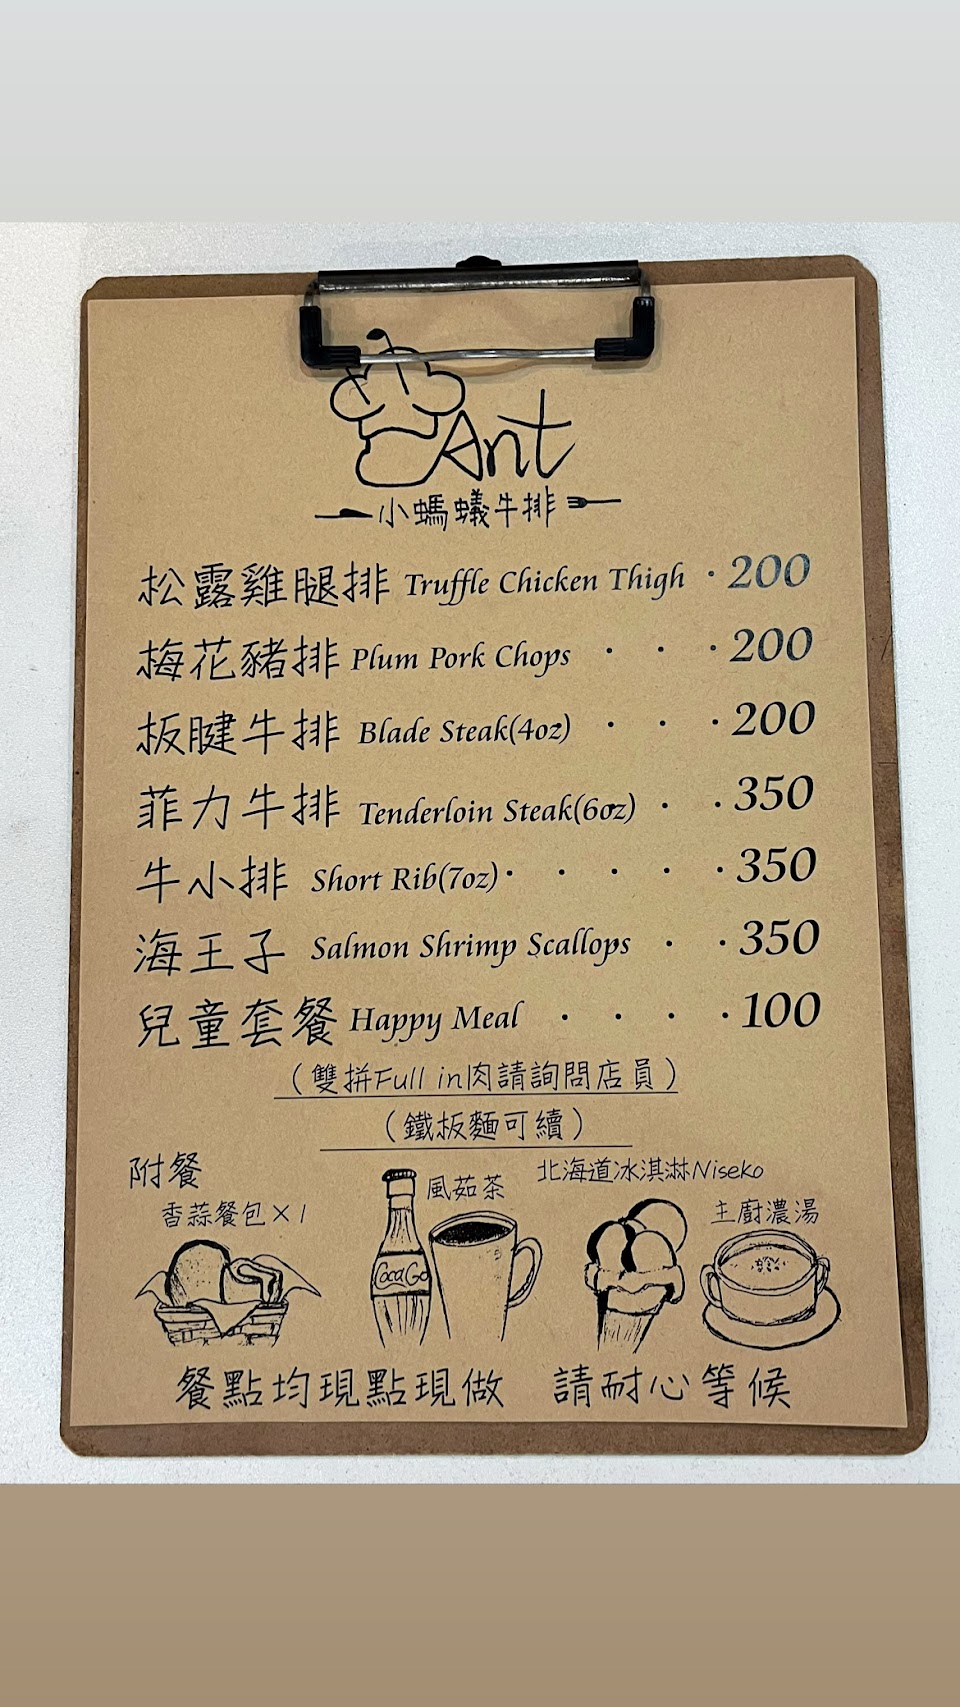 Ant
小螞蟻牛排
松露雞腿排 Truffle Chicken Thigh · 200
梅花豬排 Plum Pork Chops · · · 200
板腱牛排 Blade Steak(4oz) · · · 200
菲力牛排 Tenderloin Steak(6oz) · · 350
牛小排 Short Rib(7oz) · · · · · 350
海王子 Salmon Shrimp Scallops · · 350
兒童套餐 Happy Meal · · · · 100
（雙拼Full in肉請詢問店員）
（鐵板麵可續）
附餐
香蒜餐包×1
風茹茶
CocaGo
北海道冰淇淋Niseko
主廚濃湯
餐點均現點現做 請耐心等候